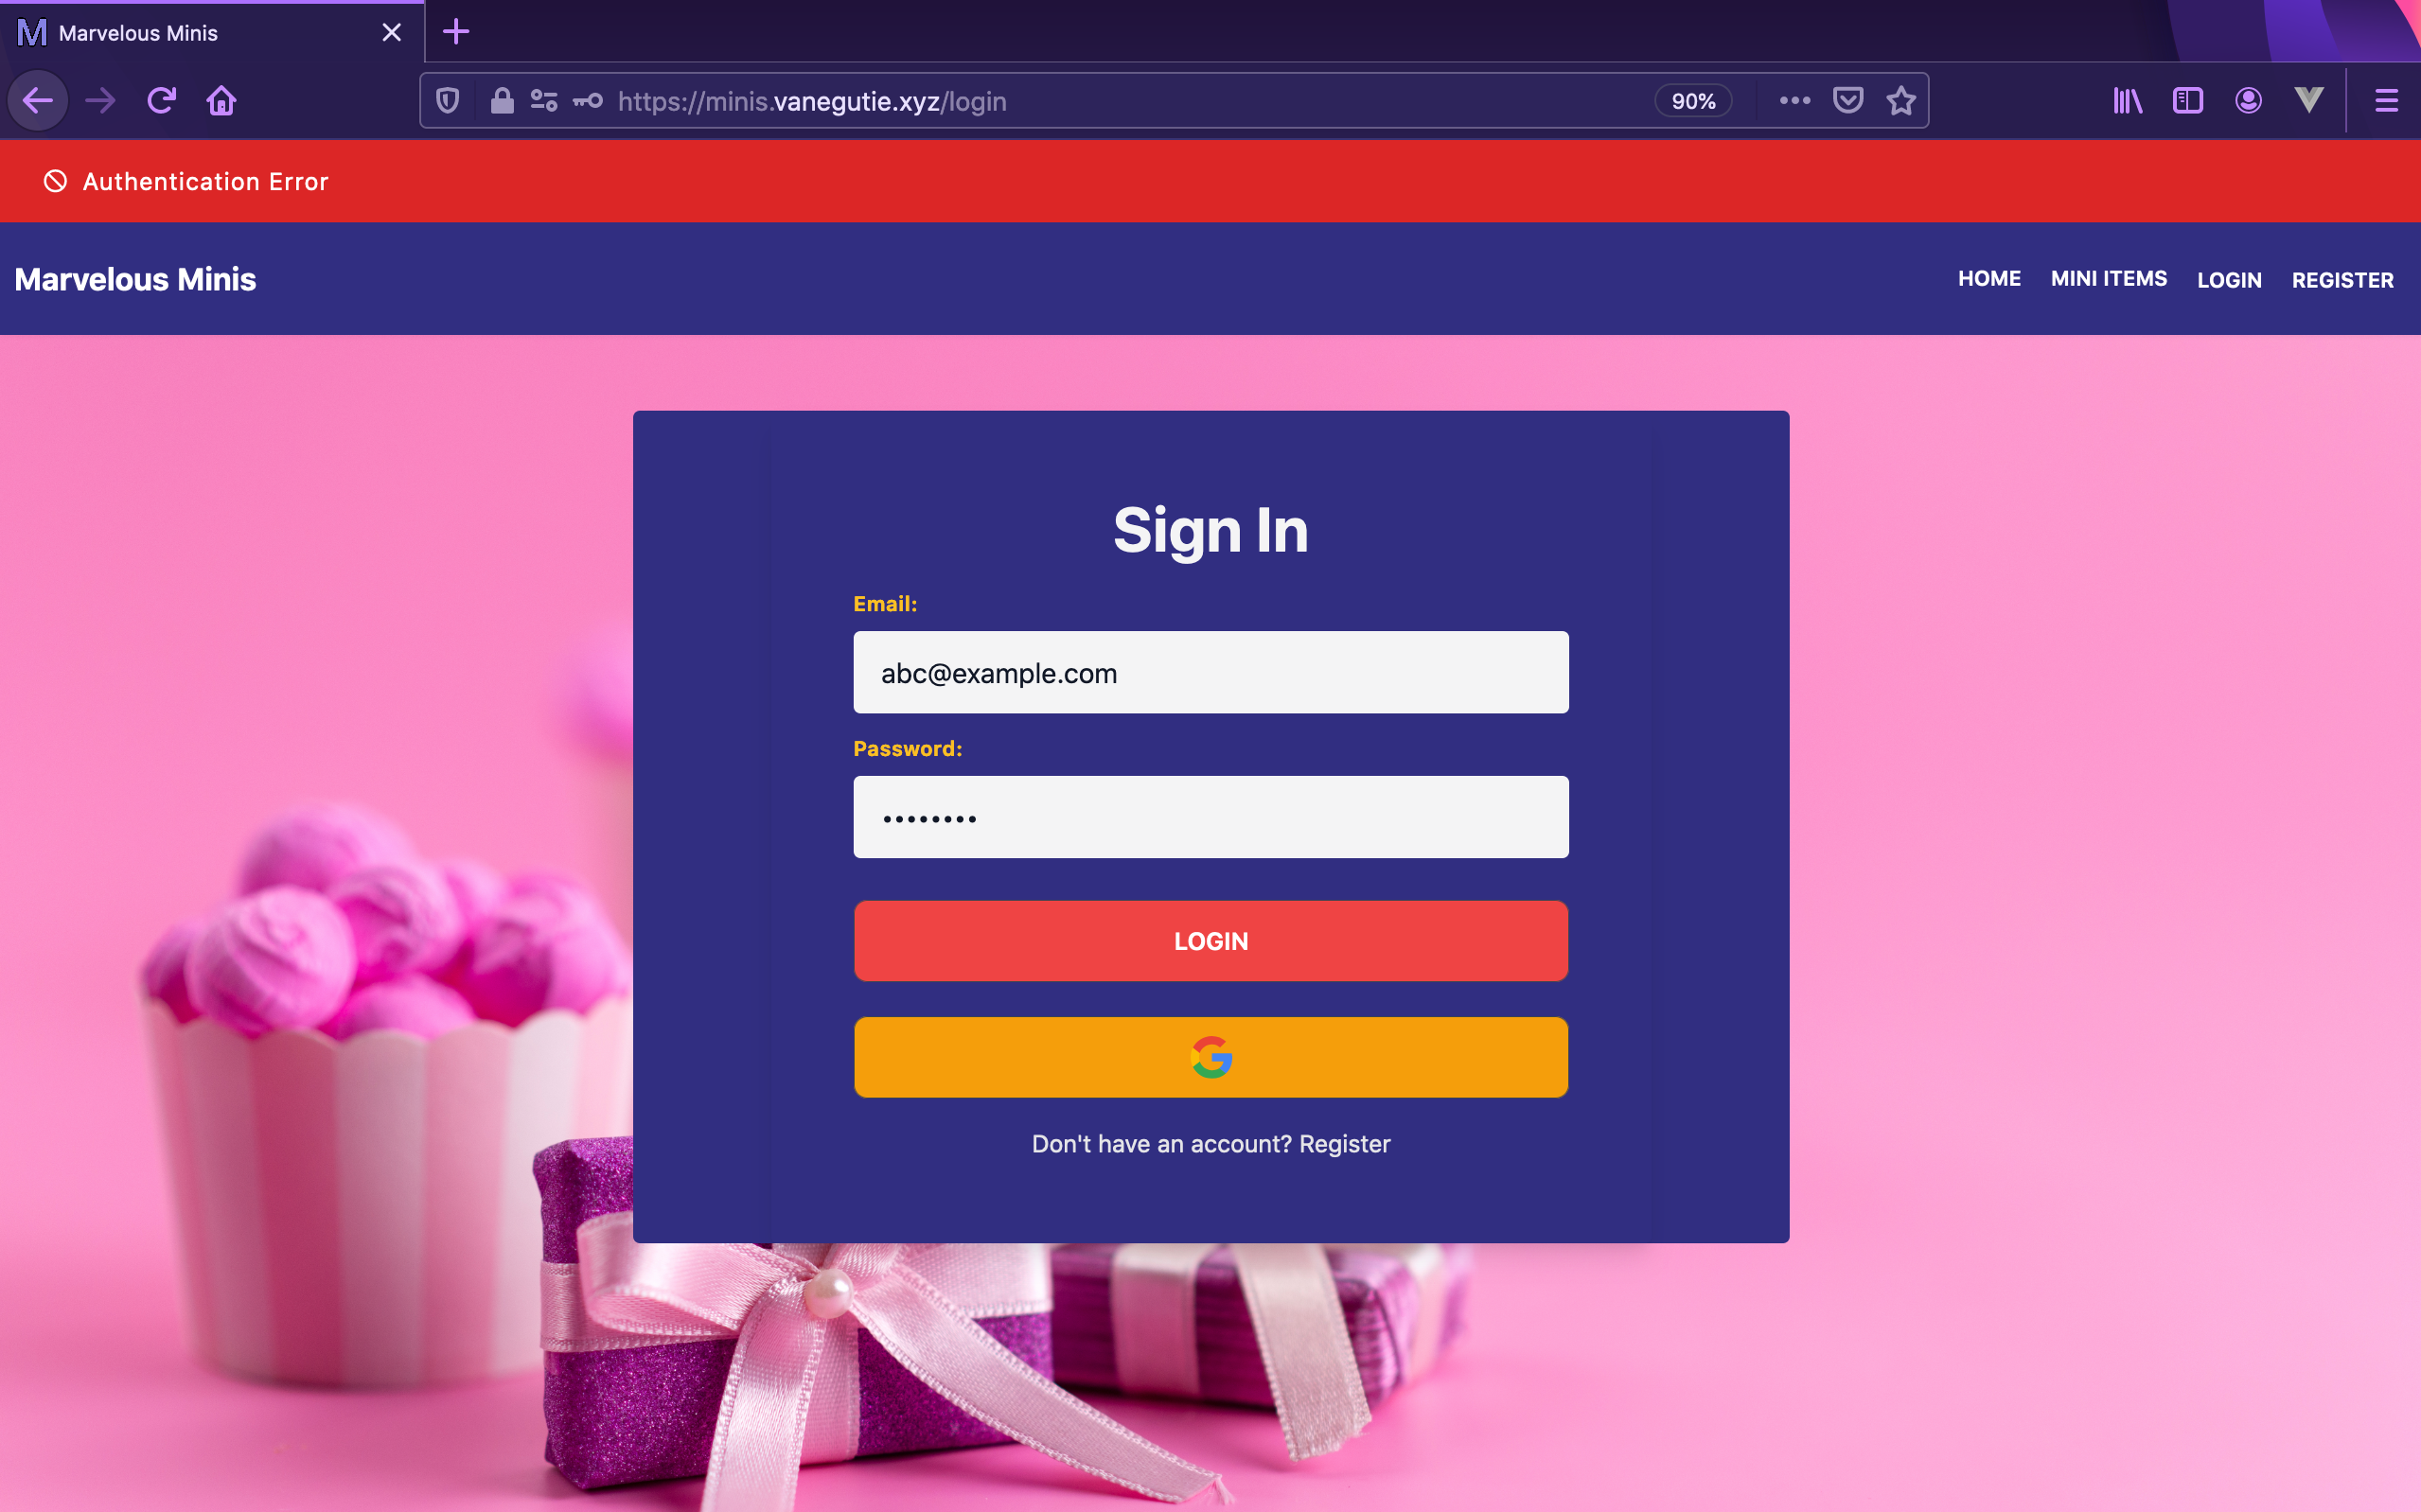 M Marvelous Minis
https://minis.vanegutie.xyz/login
90%
Authentication Error
Marvelous Minis
HOME MINI ITEMS LOGIN REGISTER
Sign In
Email:
abc@example.com
Password:
••••••••
LOGIN
G
Don't have an account? Register